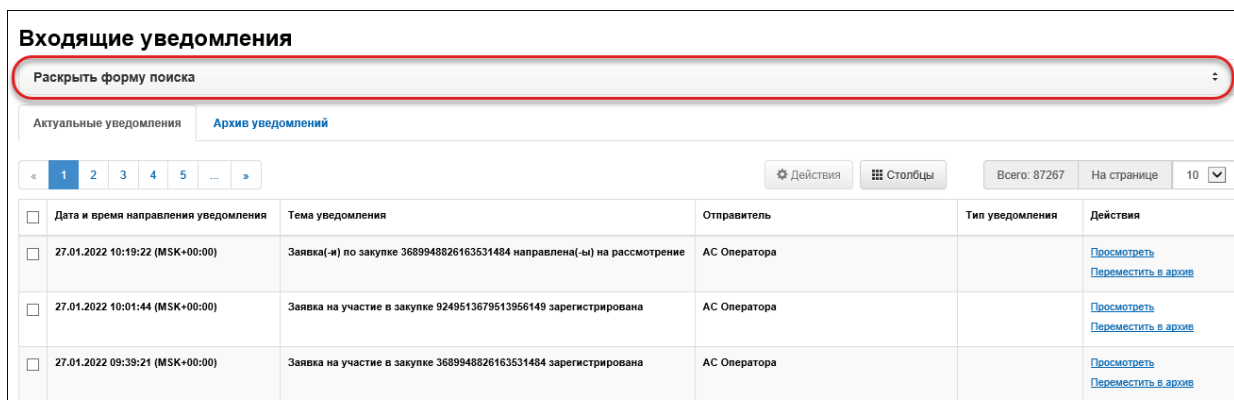 Входящие уведомления
Раскрыть форму поиска
Актуальные уведомления Архив уведомлений
« 1 2 3 4 5 ... » Действия Столбцы Всего: 87267 На странице 10
Дата и время направления уведомления Тема уведомления Отправитель Тип уведомления Действия
27.01.2022 10:19:22 (MSK+00:00) Заявка(-и) по закупке 3689948826163531484 направлена(-ы) на рассмотрение АС Оператора Просмотреть
Переместить в архив
27.01.2022 10:01:44 (MSK+00:00) Заявка на участие в закупке 9249513679513956149 зарегистрирована АС Оператора Просмотреть
Переместить в архив
27.01.2022 09:39:21 (MSK+00:00) Заявка на участие в закупке 3689948826163531484 зарегистрирована АС Оператора Просмотреть
Переместить в архив